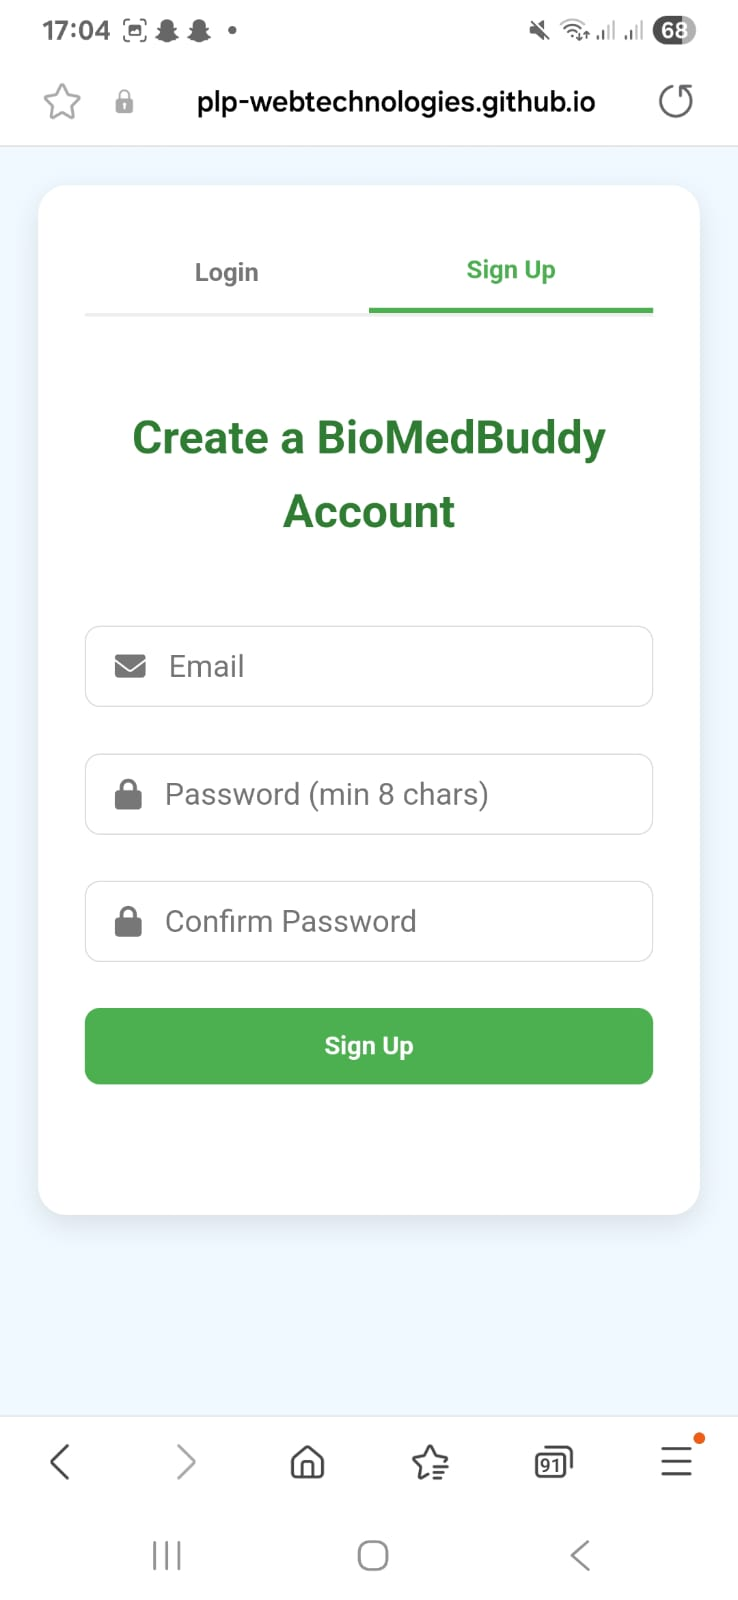 17:04
68
plp-webtechnologies.github.io
Login
Sign Up
Create a BioMedBuddy
Account
Email
Password (min 8 chars)
Confirm Password
Sign Up
91